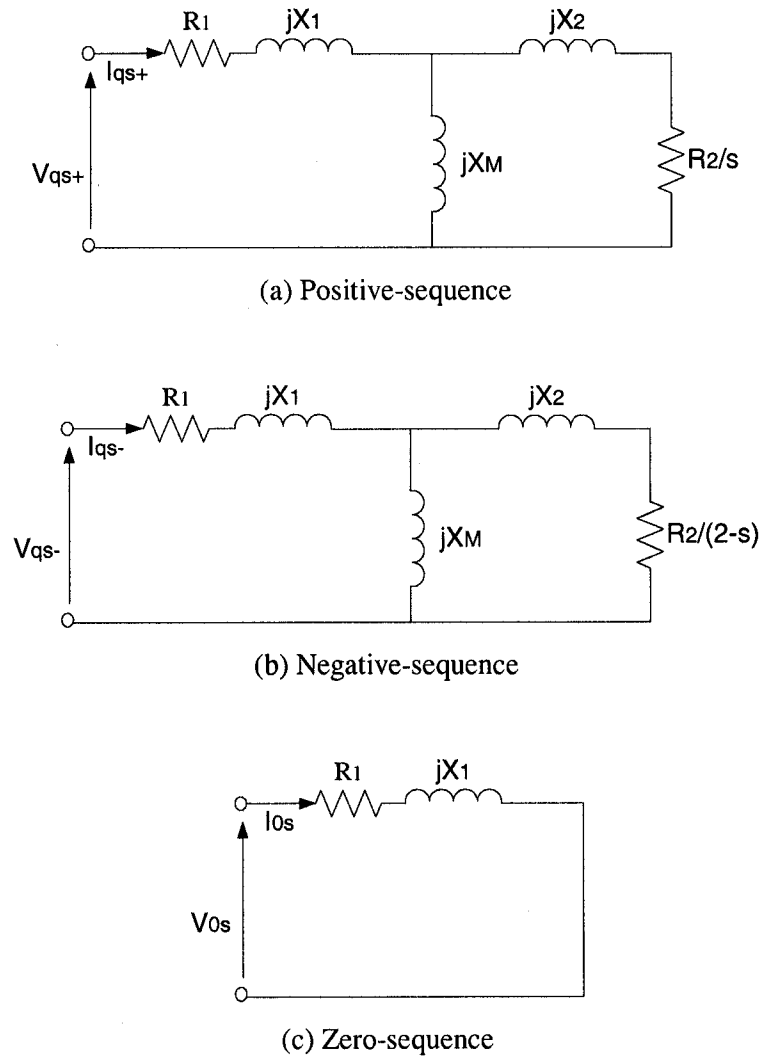 R1 jX1 jX2
Iqs+
Vqs+ jXM R2/s
(a) Positive-sequence
R1 jX1 jX2
Iqs-
Vqs- jXM R2/(2-s)
(b) Negative-sequence
R1 jX1
I0s
V0s
(c) Zero-sequence